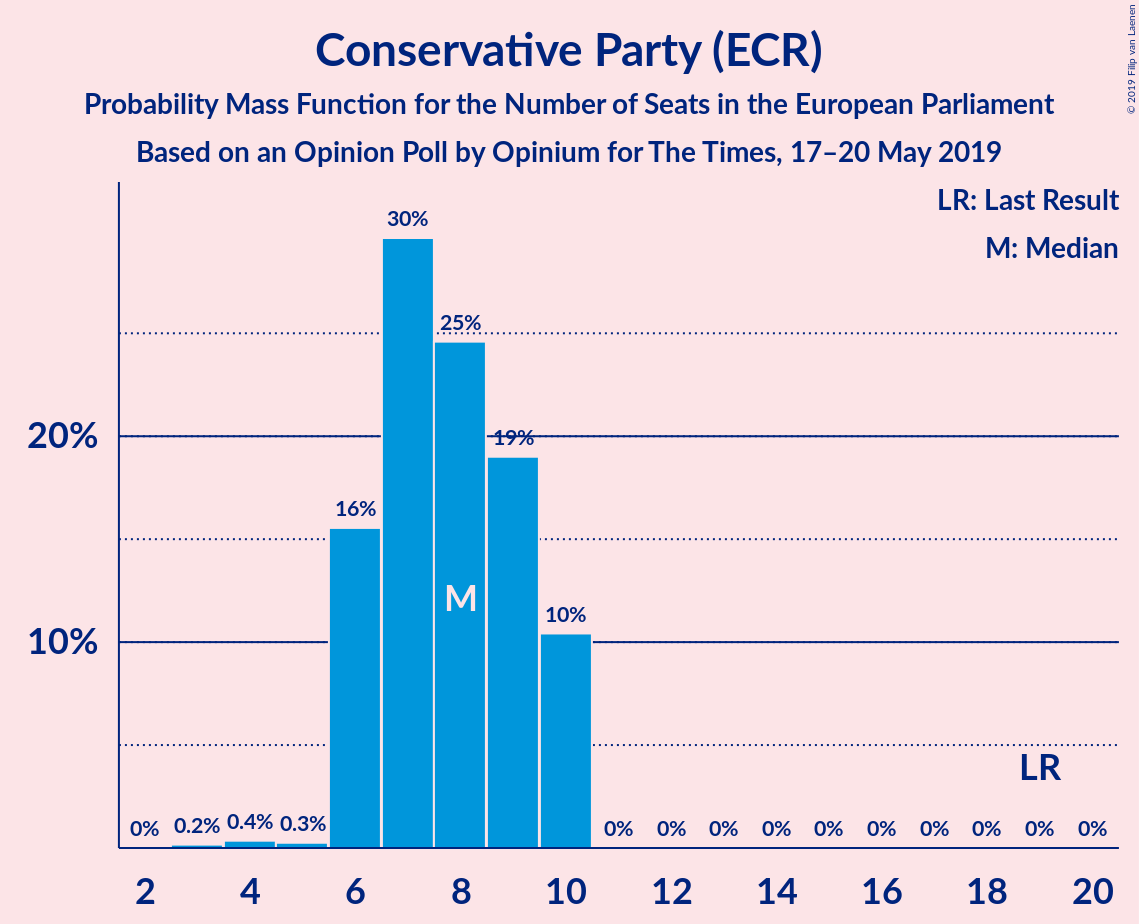 Conservative Party (ECR)
Probability Mass Function for the Number of Seats in the European Parliament
Based on an Opinion Poll by Opinium for The Times, 17–20 May 2019
© 2019 Filip van Laenen
LR: Last Result
M: Median
30%
25%
20%
19%
16%
M
10%
10%
LR
0% 0.2% 0.4% 0.3% 0% 0% 0% 0% 0% 0% 0% 0% 0% 0%
2 4 6 8 10 12 14 16 18 20